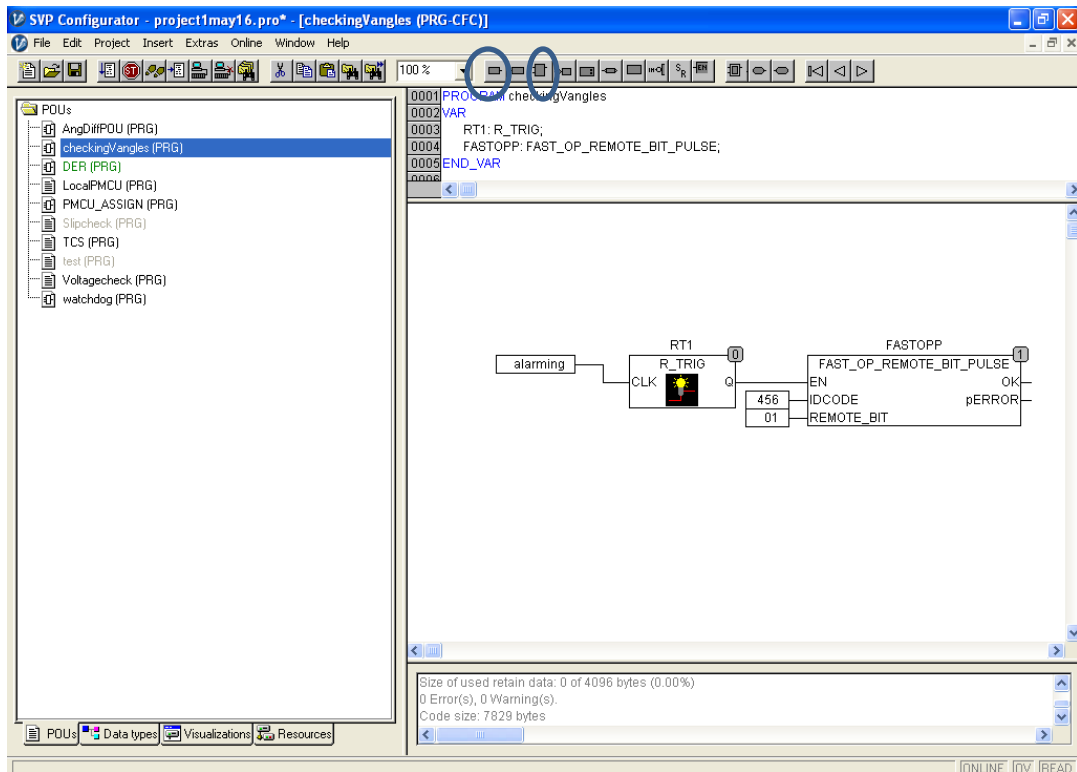 SVP Configurator - project1may16.pro* - [checkingVangles (PRG-CFC)]
File Edit Project Insert Extras Online Window Help
100 %
POUs
AngDiffPOU (PRG)
checkingVangles (PRG)
DER (PRG)
LocalPMCU (PRG)
PMCU_ASSIGN (PRG)
Slipcheck (PRG)
TCS (PRG)
test (PRG)
Voltagecheck (PRG)
watchdog (PRG)
0001 PROGRAM checkingVangles
0002 VAR
0003 RT1: R_TRIG;
0004 FASTOPP: FAST_OP_REMOTE_BIT_PULSE;
0005 END_VAR
0006
RT1
0
alarming
R_TRIG
CLK Q
FASTOPP
1
FAST_OP_REMOTE_BIT_PULSE
EN OK
456 IDCODE pERROR
01 REMOTE_BIT
Size of used retain data: 0 of 4096 bytes (0.00%)
0 Error(s), 0 Warning(s).
Code size: 7829 bytes
POUs Data types Visualizations Resources
ONLINE OV READ